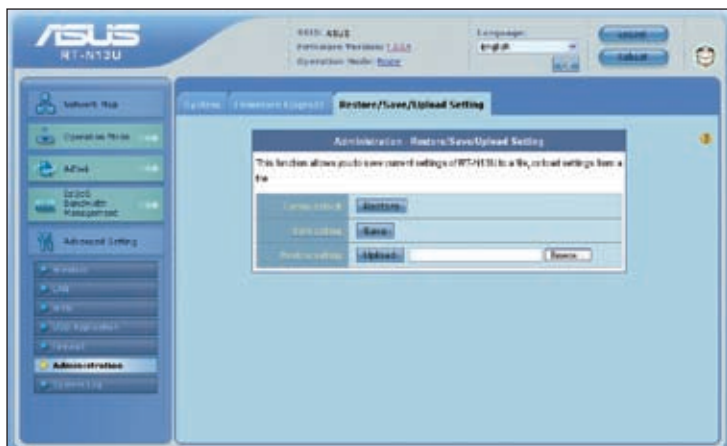 ASUS
RT-N13U
SSID: ASUS
Firmware Version:
Operation Mode: Router
Language:
English
Logout
Reboot
Network Map
Operation Mode
AiDisk
EzQoS
Bandwidth
Management
Advanced Setting
Wireless
LAN
WAN
USB Application
Firewall
Administration
System Log
System
Firmware Upgrade
Restore/Save/Upload Setting
Administration - Restore/Save/Upload Setting
This function allows you to save current settings of RT-N13U to a file, or load settings from a
file.
Factory default
Restore
Save setting
Save
Restore setting
Upload
Browse...